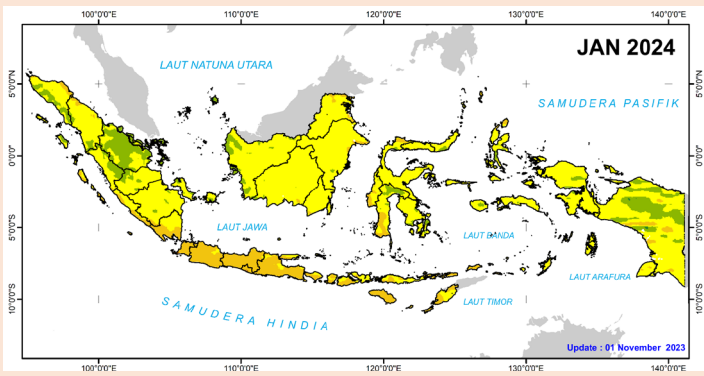 100°0'0"E 110°0'0"E 120°0'0"E 130°0'0"E 140°0'0"E
JAN 2024
LAUT NATUNA UTARA
5°0'0"N 5°0'0"N
SAMUDERA PASIFIK
0°0'0" 0°0'0"
LAUT JAWA
LAUT BANDA
5°0'0"S 5°0'0"S
LAUT ARAFURA
LAUT TIMOR
10°0'0"S 10°0'0"S
SAMUDERA HINDIA
Update : 01 November 2023
100°0'0"E 110°0'0"E 120°0'0"E 130°0'0"E 140°0'0"E